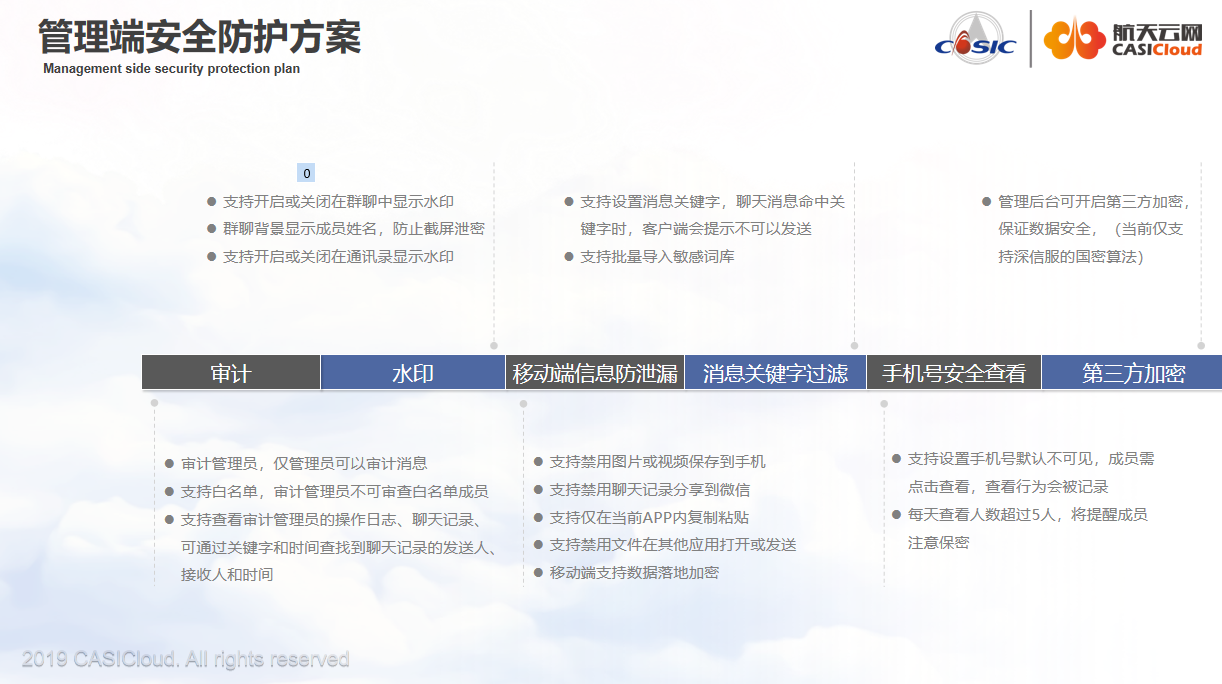 管理端安全防护方案
Management side security protection plan
CASIC
航天云网
CASICloud
0
● 支持开启或关闭在群聊中显示水印
● 群聊背景显示成员姓名，防止截屏泄密
● 支持开启或关闭在通讯录显示水印
● 支持设置消息关键字，聊天消息命中关
键字时，客户端会提示不可以发送
● 支持批量导入敏感词库
● 管理后台可开启第三方加密，
保证数据安全，（当前仅支
持深信服的国密算法）
审计
水印
移动端信息防泄漏
消息关键字过滤
手机号安全查看
第三方加密
● 审计管理员，仅管理员可以审计消息
● 支持白名单，审计管理员不可审查白名单成员
● 支持查看审计管理员的操作日志、聊天记录、
可通过关键字和时间查找到聊天记录的发送人、
接收人和时间
● 支持禁用图片或视频保存到手机
● 支持禁用聊天记录分享到微信
● 支持仅在当前APP内复制粘贴
● 支持禁用文件在其他应用打开或发送
● 移动端支持数据落地加密
● 支持设置手机号默认不可见，成员需
点击查看，查看行为会被记录
● 每天查看人数超过5人，将提醒成员
注意保密
2019 CASICloud. All rights reserved